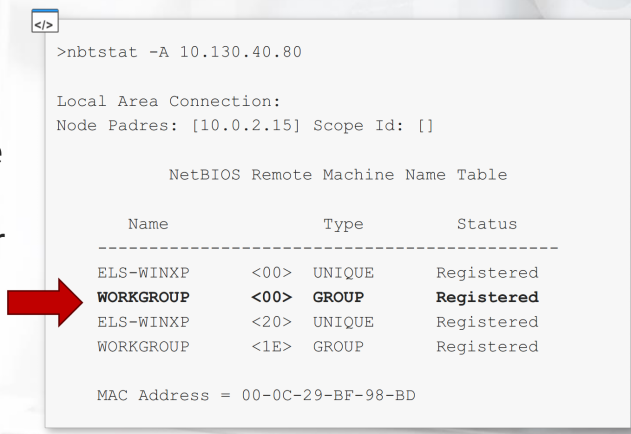 </>
>nbtstat -A 10.130.40.80
Local Area Connection:
Node Padres: [10.0.2.15] Scope Id: []
NetBIOS Remote Machine Name Table
Name Type Status
---------------------------------------------
ELS-WINXP <00> UNIQUE Registered
WORKGROUP <00> GROUP Registered
ELS-WINXP <20> UNIQUE Registered
WORKGROUP <1E> GROUP Registered
MAC Address = 00-0C-29-BF-98-BD